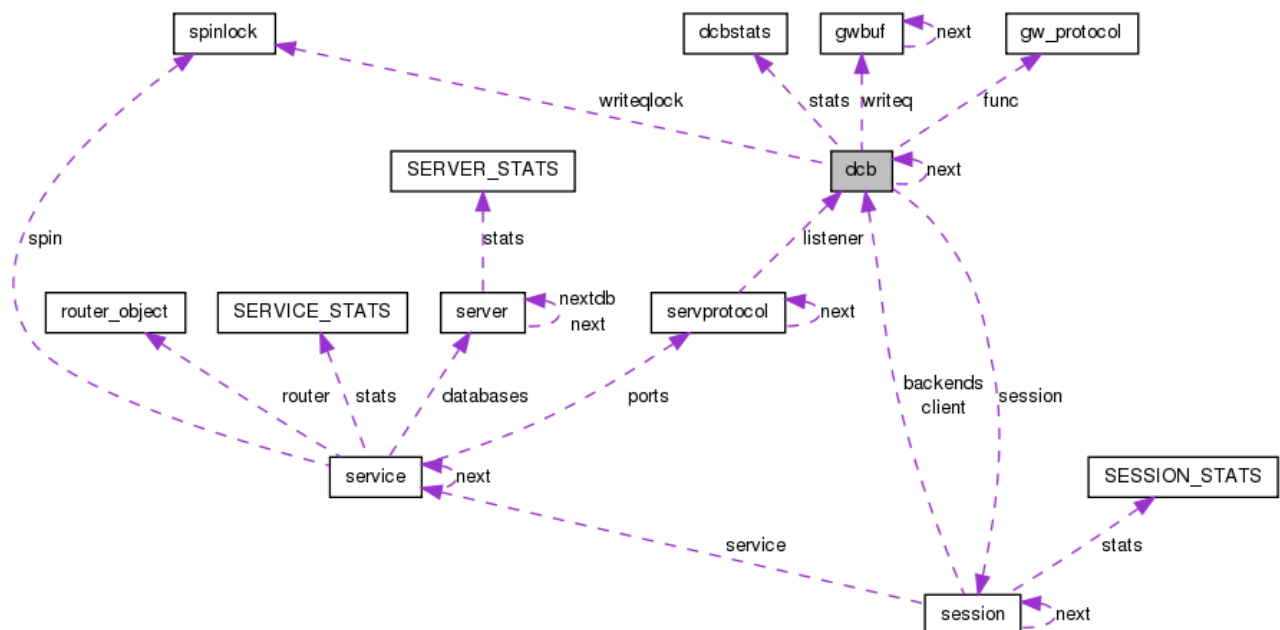 spinlock
dcbstats
gwbuf
next
gw_protocol
writeqlock
stats
writeq
func
SERVER_STATS
dcb
next
spin
stats
listener
router_object
SERVICE_STATS
server
nextdb
next
servprotocol
next
router
stats
databases
ports
backends
client
session
service
next
SESSION_STATS
service
stats
session
next